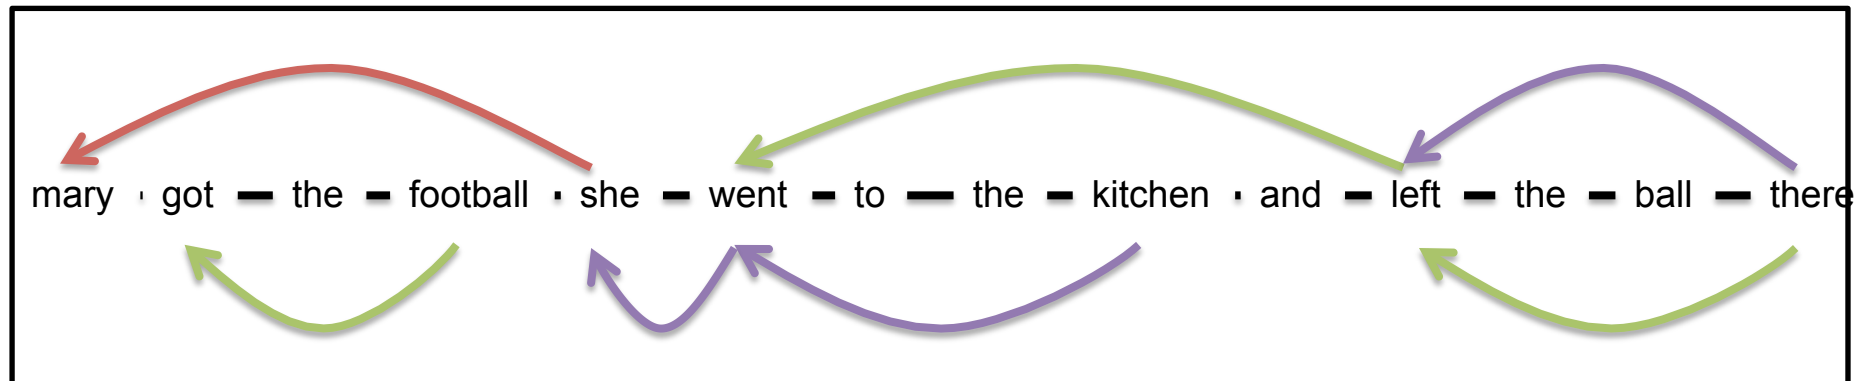 mary got the football she went to the kitchen and left the ball there